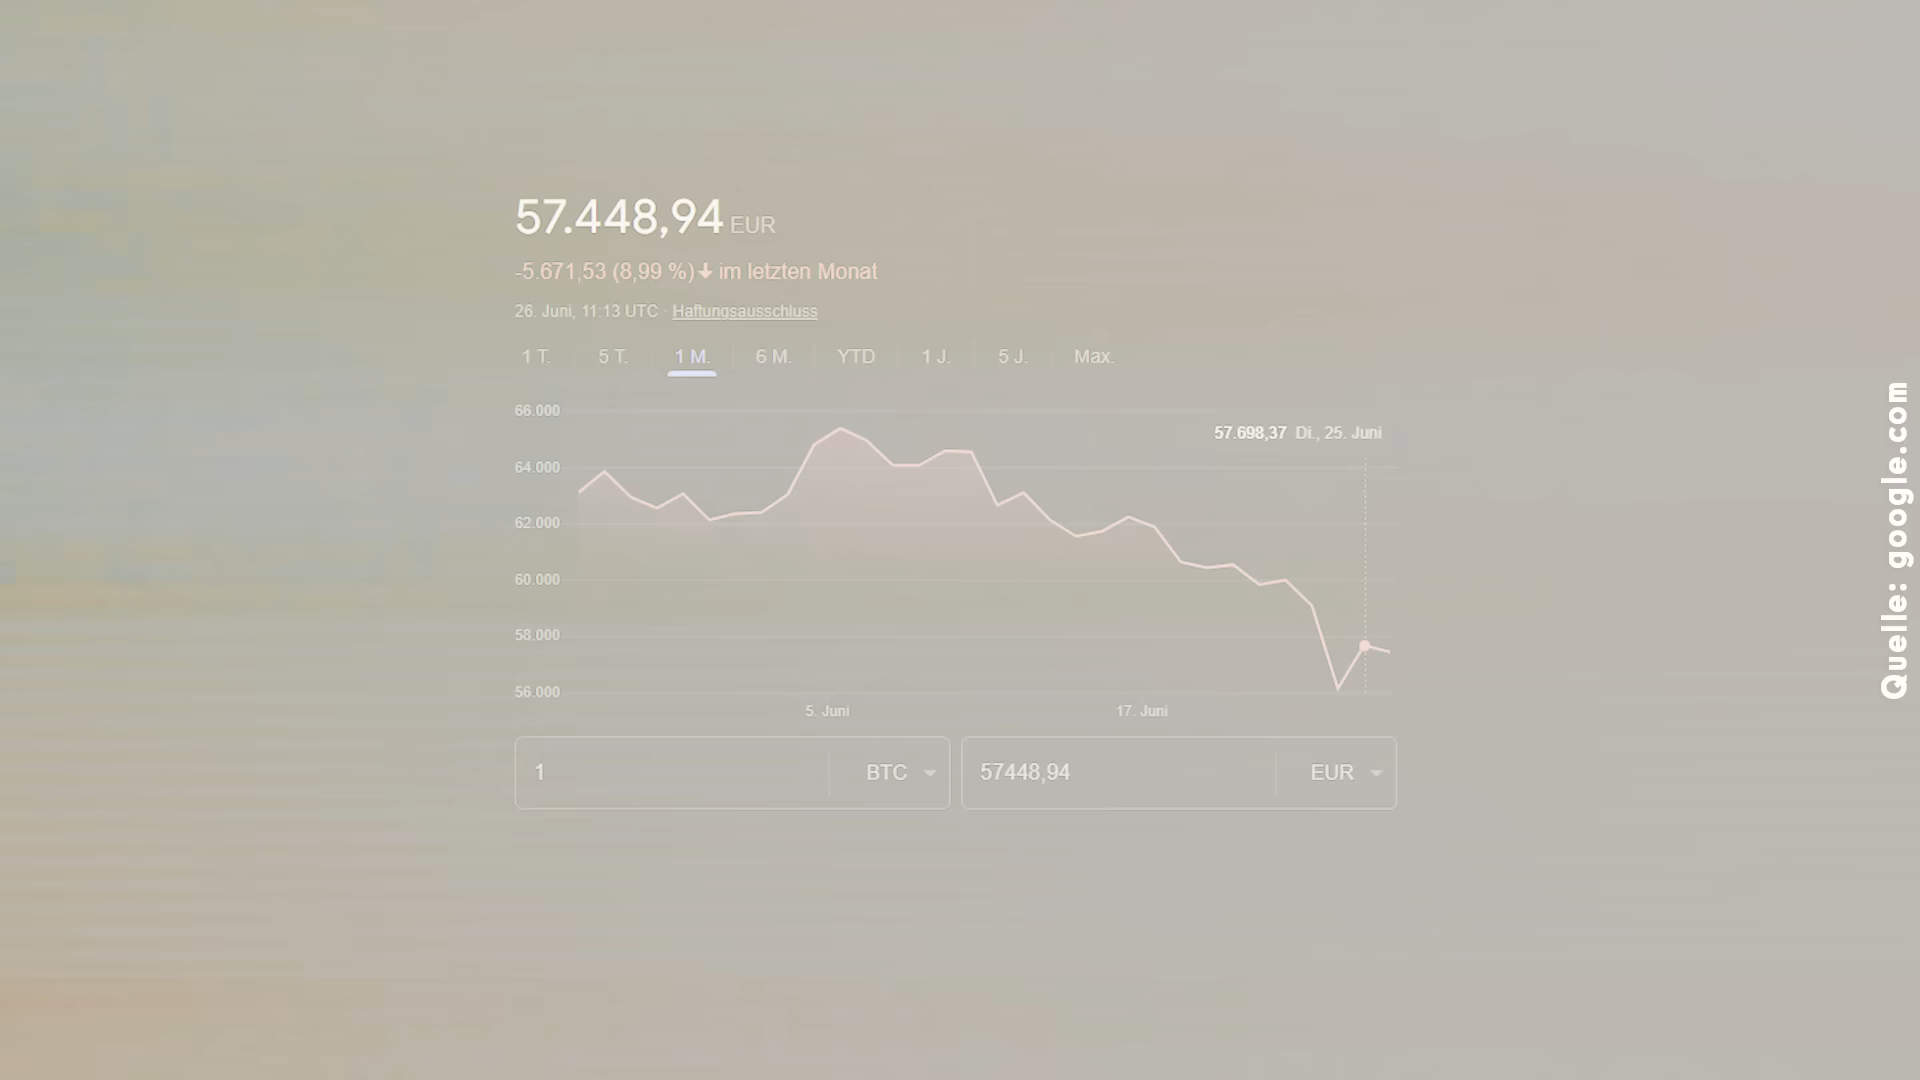 57.448,94 EUR
-5.671,53 (8,99 %) ↓ im letzten Monat
26. Juni, 11:13 UTC · Haftungsausschluss
1 T. 5 T. 1 M. 6 M. YTD 1 J. 5 J. Max.
66.000
57.698,37 Di., 25. Juni
64.000
62.000
60.000
58.000
56.000
5. Juni 17. Juni
1 BTC 57448,94 EUR
Quelle: google.com